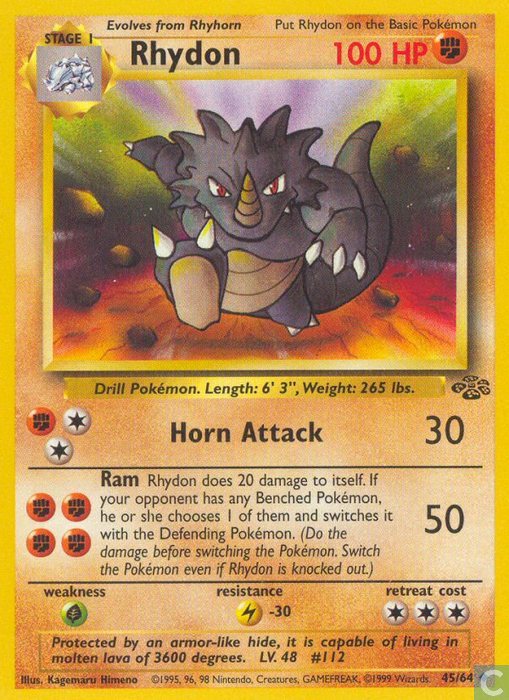 Evolves from Rhyhorn Put Rhydon on the Basic Pokémon
STAGE 1
Rhydon 100 HP
Drill Pokémon. Length: 6' 3", Weight: 265 lbs.
Horn Attack 30
Ram Rhydon does 20 damage to itself. If
your opponent has any Benched Pokémon,
he or she chooses 1 of them and switches it
with the Defending Pokémon. (Do the
damage before switching the Pokémon. Switch
the Pokémon even if Rhydon is knocked out.)
50
weakness resistance retreat cost
-30
Protected by an armor-like hide, it is capable of living in
molten lava of 3600 degrees. LV. 48 #112
Illus. Kagemaru Himeno ©1995, 96, 98 Nintendo, Creatures, GAMEFREAK, ©1999 Wizards. 45/64
C